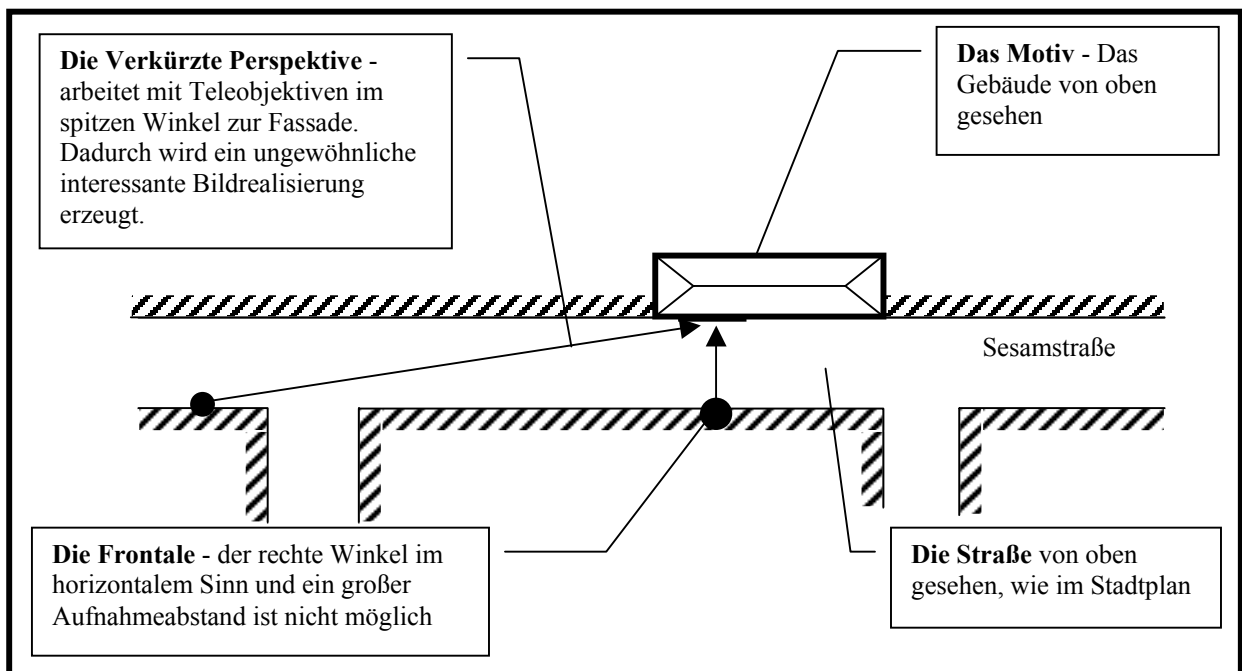 Die Verkürzte Perspektive -
arbeitet mit Teleobjektiven im
spitzen Winkel zur Fassade.
Dadurch wird ein ungewöhnliche
interessante Bildrealisierung
erzeugt.
Das Motiv - Das
Gebäude von oben
gesehen
Sesamstraße
Die Frontale - der rechte Winkel im
horizontalem Sinn und ein großer
Aufnahmeabstand ist nicht möglich
Die Straße von oben
gesehen, wie im Stadtplan